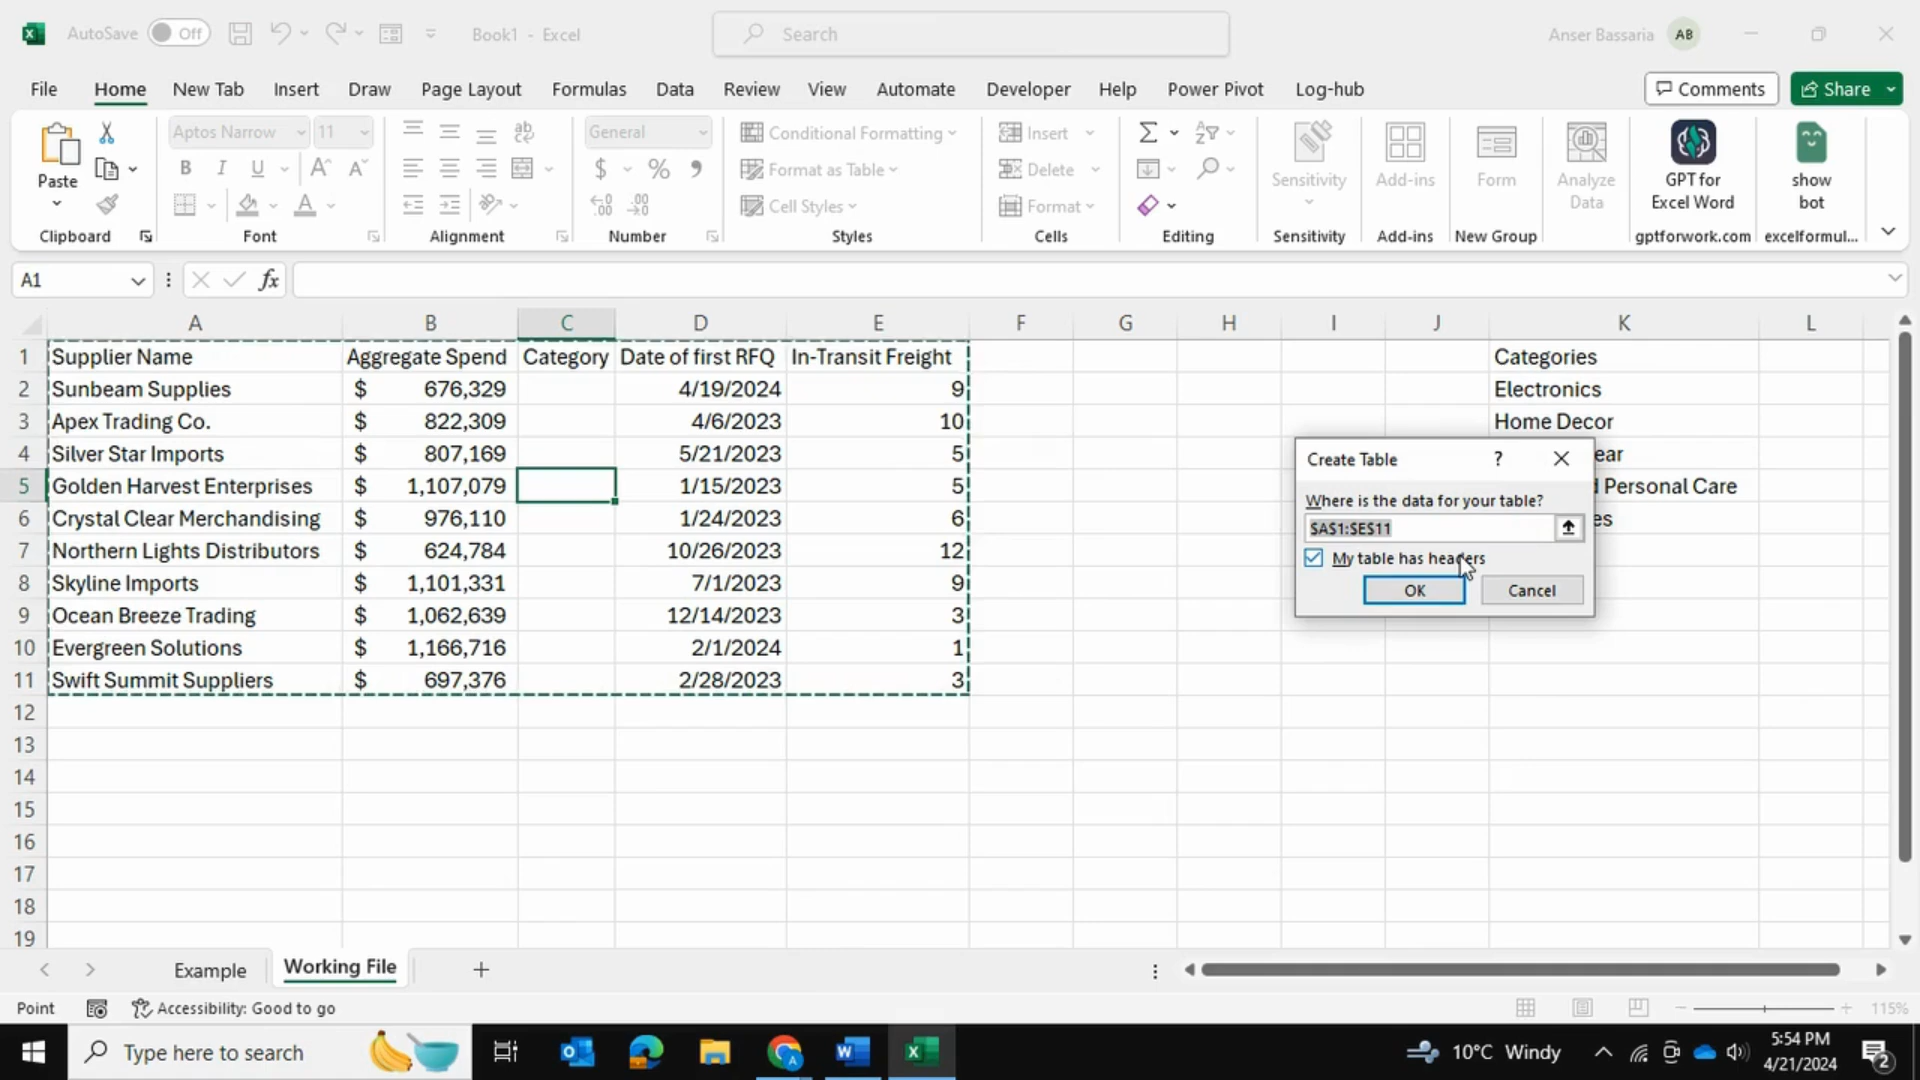 AutoSave Off Book1 - Excel Search Anser Bassaria AB
File Home New Tab Insert Draw Page Layout Formulas Data Review View Automate Developer Help Power Pivot Log-hub Comments Share
Paste
Clipboard
Aptos Narrow 11
B I U A A
A
Font
ab
Alignment
General
$ % 9
Number
Conditional Formatting
Format as Table
Cell Styles
Styles
Insert
Delete
Format
Cells
Editing
Sensitivity
Sensitivity
Add-ins
Add-ins
Form
New Group
Analyze
Data
GPT for
Excel Word
gptforwork.com
show
bot
excelformul...
A1 fx
A B C D E F G H I J K L
1 Supplier Name Aggregate Spend Category Date of first RFQ In-Transit Freight Categories
2 Sunbeam Supplies $ 676,329 4/19/2024 9 Electronics
3 Apex Trading Co. $ 822,309 4/6/2023 10 Home Decor
4 Silver Star Imports $ 807,169 5/21/2023 5 ear
5 Golden Harvest Enterprises $ 1,107,079 1/15/2023 5 d Personal Care
6 Crystal Clear Merchandising $ 976,110 1/24/2023 6 es
7 Northern Lights Distributors $ 624,784 10/26/2023 12
8 Skyline Imports $ 1,101,331 7/1/2023 9
9 Ocean Breeze Trading $ 1,062,639 12/14/2023 3
10 Evergreen Solutions $ 1,166,716 2/1/2024 1
11 Swift Summit Suppliers $ 697,376 2/28/2023 3
12
13
14
15
16
17
18
19
Create Table ?
Where is the data for your table?
$A$1:$E$11
My table has headers
OK Cancel
Example Working File +
Point Accessibility: Good to go 115%
Type here to search 10°C Windy 5:54 PM
4/21/2024 2